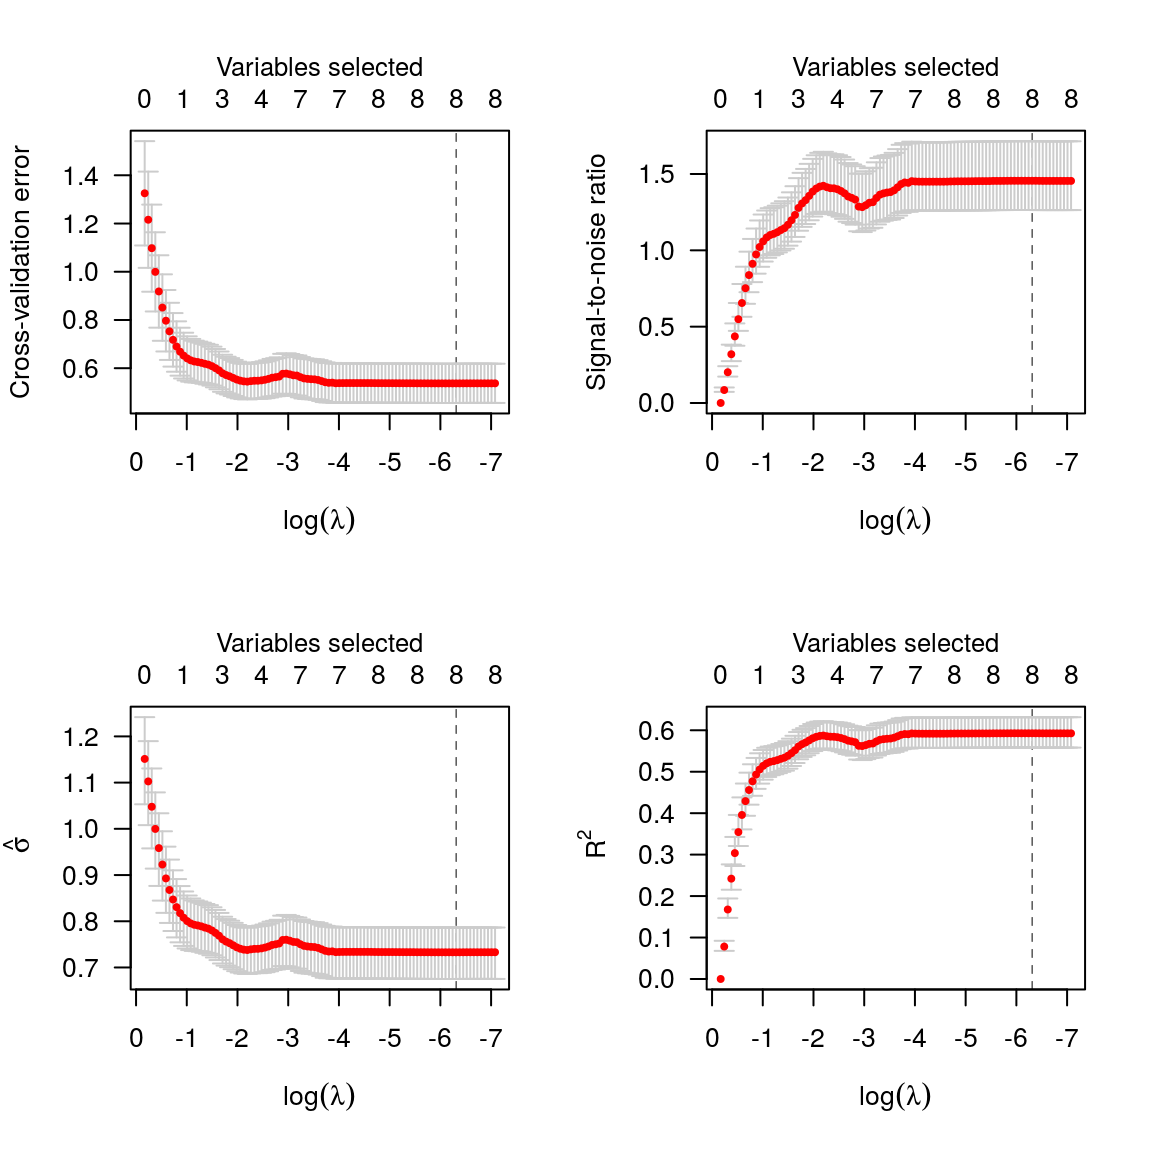 Variables selected
0 1 3 4 7 7 8 8 8 8
Cross-validation error
1.4
1.2
1.0
0.8
0.6
0 -1 -2 -3 -4 -5 -6 -7
log(λ)
Variables selected
0 1 3 4 7 7 8 8 8 8
Signal-to-noise ratio
1.5
1.0
0.5
0.0
0 -1 -2 -3 -4 -5 -6 -7
log(λ)
Variables selected
0 1 3 4 7 7 8 8 8 8
σ̂
1.2
1.1
1.0
0.9
0.8
0.7
0 -1 -2 -3 -4 -5 -6 -7
log(λ)
Variables selected
0 1 3 4 7 7 8 8 8 8
R²
0.6
0.5
0.4
0.3
0.2
0.1
0.0
0 -1 -2 -3 -4 -5 -6 -7
log(λ)